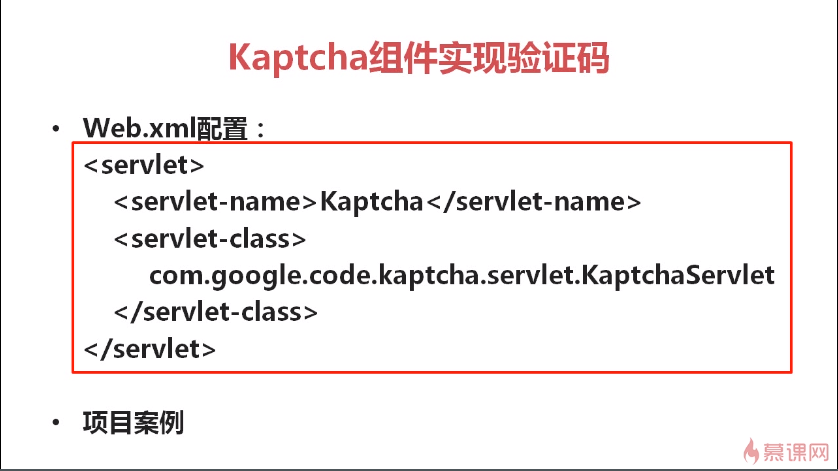 Kaptcha组件实现验证码
• Web.xml配置：
<servlet>
<servlet-name>Kaptcha</servlet-name>
<servlet-class>
com.google.code.kaptcha.servlet.KaptchaServlet
</servlet-class>
</servlet>
• 项目案例
慕课网